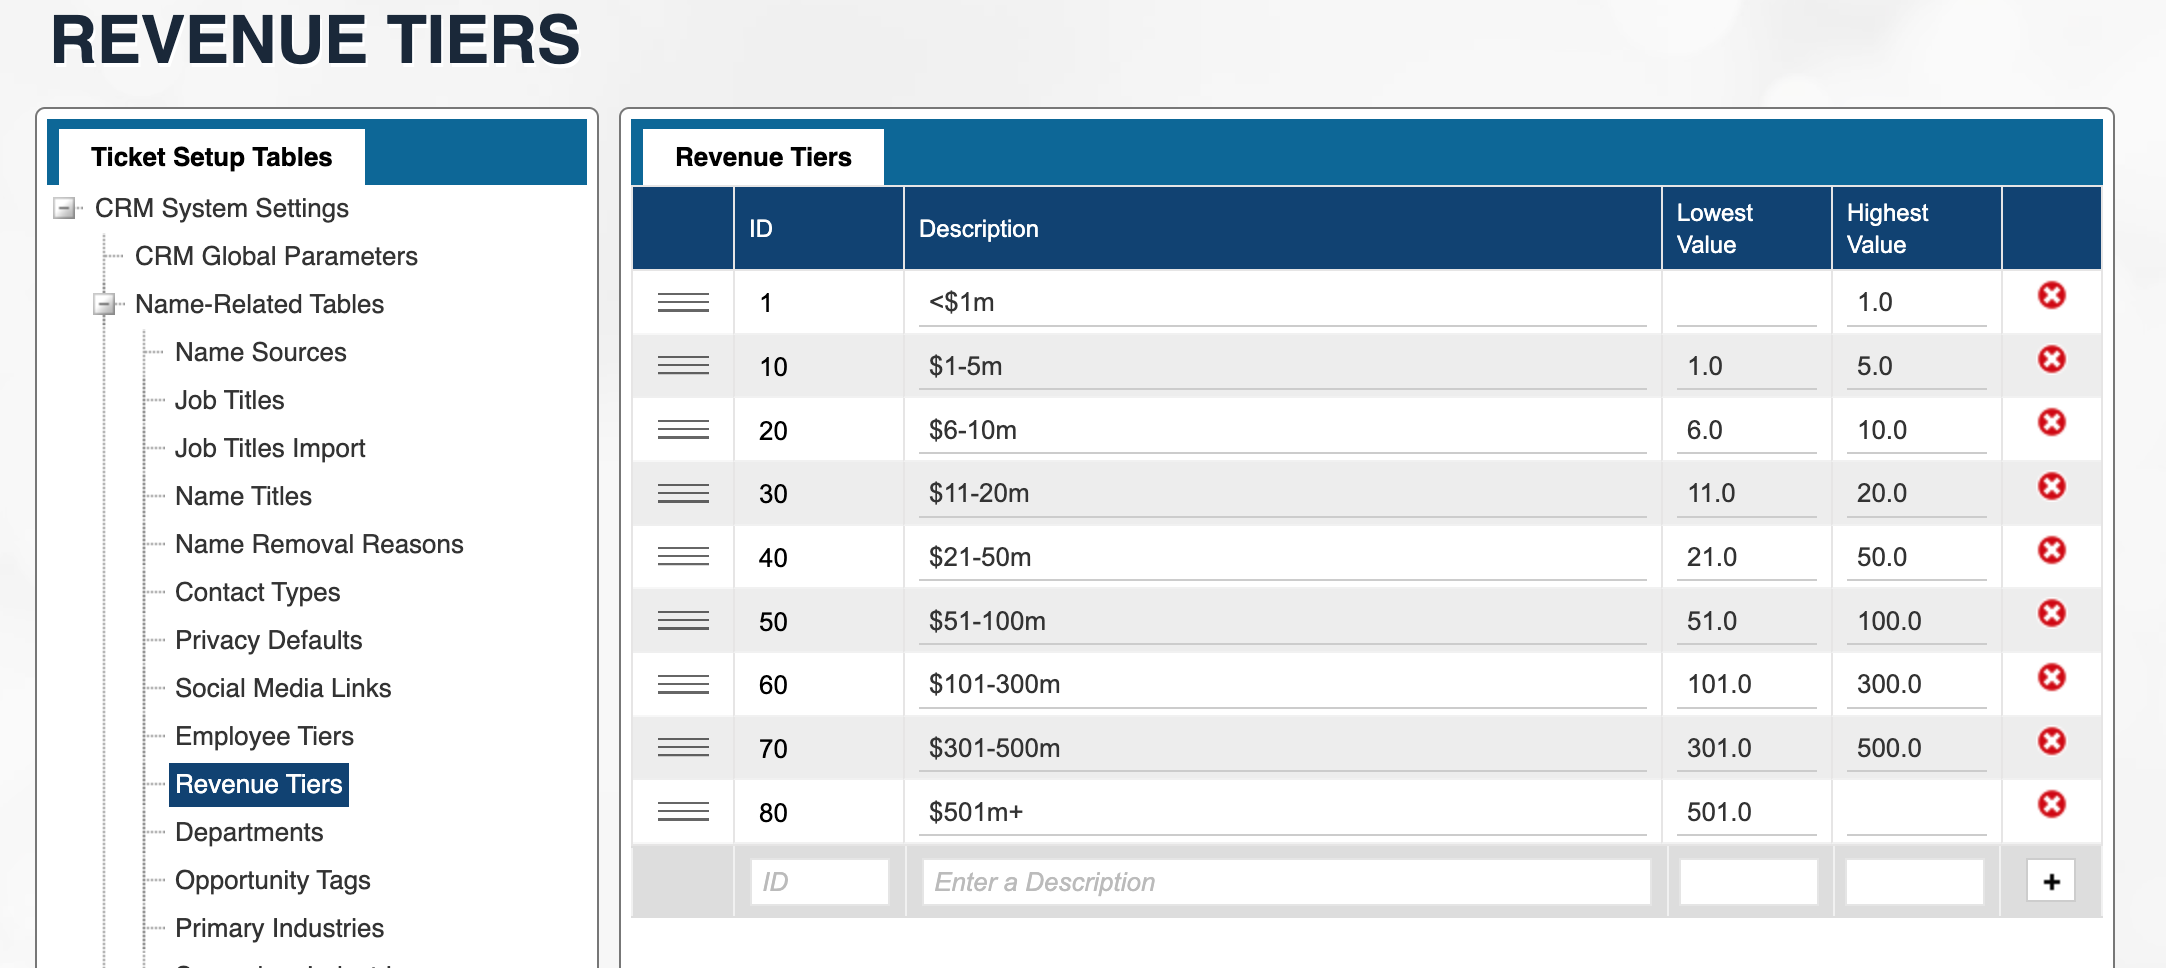 REVENUE TIERS
Ticket Setup Tables
CRM System Settings
CRM Global Parameters
Name-Related Tables
Name Sources
Job Titles
Job Titles Import
Name Titles
Name Removal Reasons
Contact Types
Privacy Defaults
Social Media Links
Employee Tiers
Revenue Tiers
Departments
Opportunity Tags
Primary Industries
Revenue Tiers
ID Description Lowest Value Highest Value
1 <$1m 1.0
10 $1-5m 1.0 5.0
20 $6-10m 6.0 10.0
30 $11-20m 11.0 20.0
40 $21-50m 21.0 50.0
50 $51-100m 51.0 100.0
60 $101-300m 101.0 300.0
70 $301-500m 301.0 500.0
80 $501m+ 501.0
ID Enter a Description +